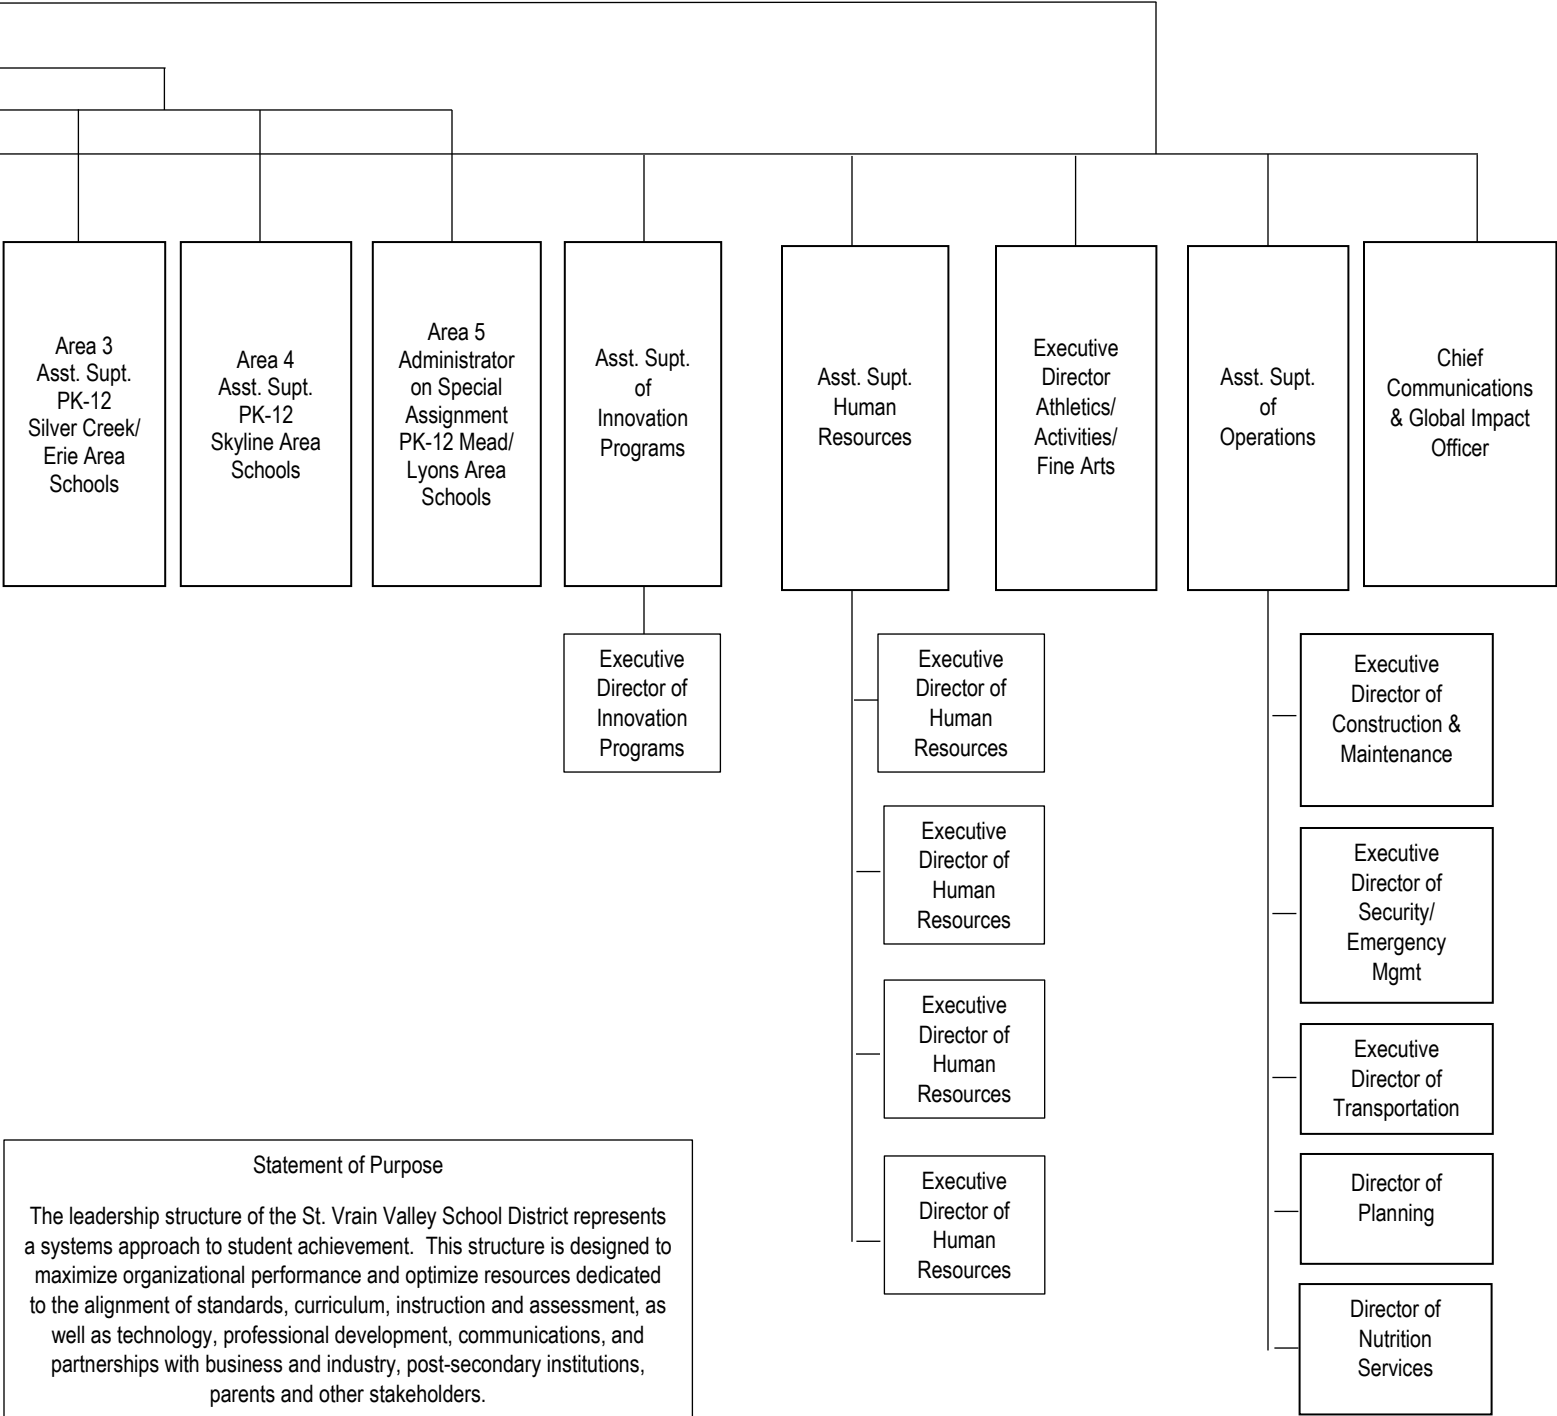 Area 3
Asst. Supt.
PK-12
Silver Creek/
Erie Area
Schools
Area 4
Asst. Supt.
PK-12
Skyline Area
Schools
Area 5
Administrator
on Special
Assignment
PK-12 Mead/
Lyons Area
Schools
Asst. Supt.
of
Innovation
Programs
Asst. Supt.
Human
Resources
Executive
Director
Athletics/
Activities/
Fine Arts
Asst. Supt.
of
Operations
Chief
Communications
& Global Impact
Officer
Executive
Director of
Innovation
Programs
Executive
Director of
Human
Resources
Executive
Director of
Human
Resources
Executive
Director of
Human
Resources
Executive
Director of
Human
Resources
Executive
Director of
Construction &
Maintenance
Executive
Director of
Security/
Emergency
Mgmt
Executive
Director of
Transportation
Director of
Planning
Director of
Nutrition
Services
Statement of Purpose
The leadership structure of the St. Vrain Valley School District represents
a systems approach to student achievement.  This structure is designed to
maximize organizational performance and optimize resources dedicated
to the alignment of standards, curriculum, instruction and assessment, as
well as technology, professional development, communications, and
partnerships with business and industry, post-secondary institutions,
parents and other stakeholders.